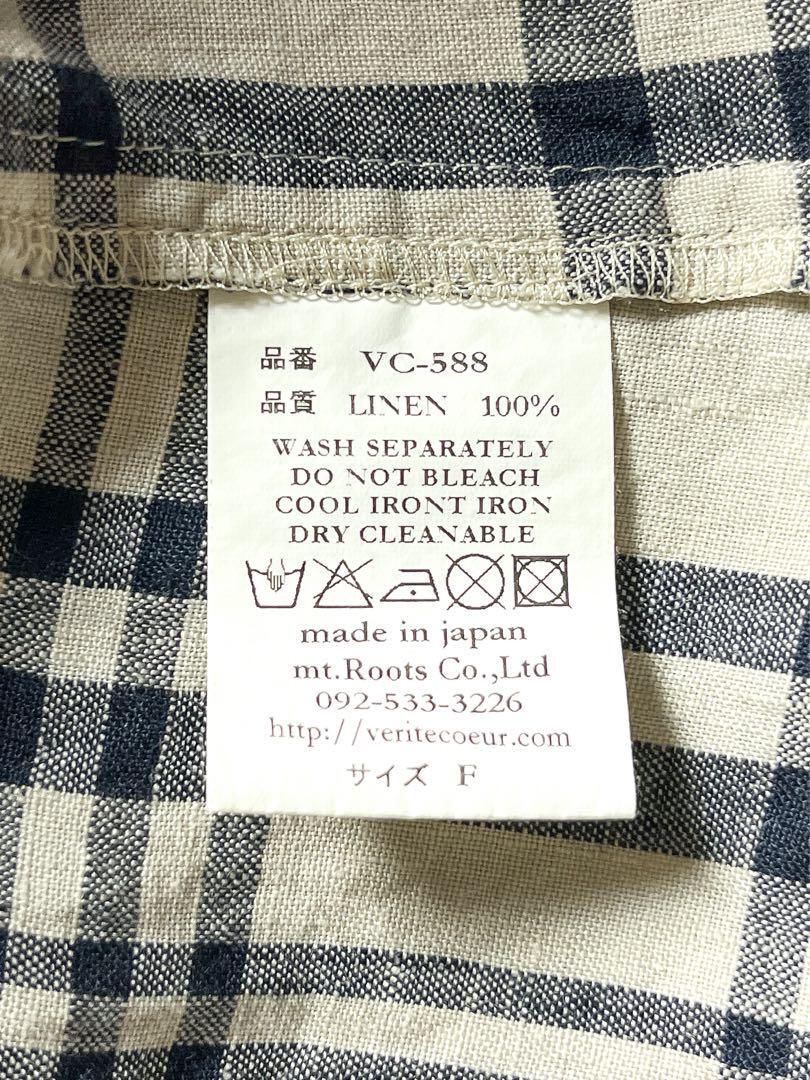 品番 VC-588
品質 LINEN 100%
WASH SEPARATELY
DO NOT BLEACH
COOL IRONT IRON
DRY CLEANABLE
made in japan
mt.Roots Co.,Ltd
092-533-3226
http://veritecoeur.com
サイズ F